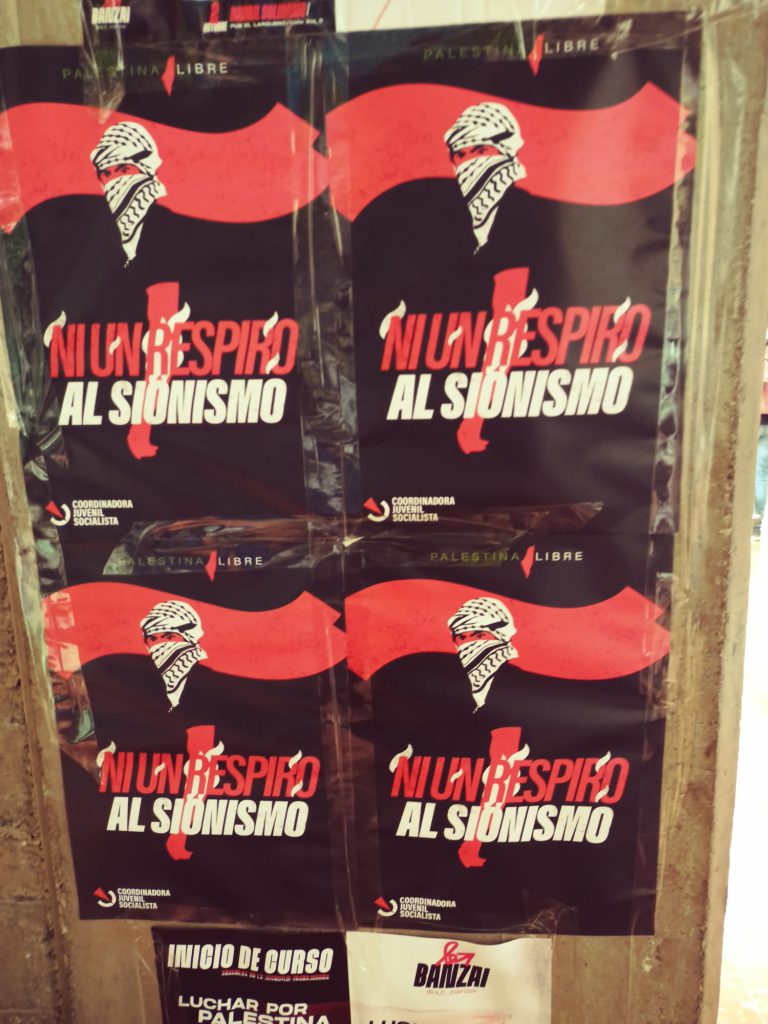 BANZAI
2
PALESTINA LIBRE
NI UN RESPIRO
AL SIONISMO
COORDINADORA
JUVENIL
SOCIALISTA
PALESTINA LIBRE
NI UN RESPIRO
AL SIONISMO
COORDINADORA
JUVENIL
SOCIALISTA
PALESTINA LIBRE
NI UN RESPIRO
AL SIONISMO
COORDINADORA
JUVENIL
SOCIALISTA
PALESTINA LIBRE
NI UN RESPIRO
AL SIONISMO
COORDINADORA
JUVENIL
SOCIALISTA
INICIO DE CURSO
LUCHAR POR
PALESTINA
BANZAI